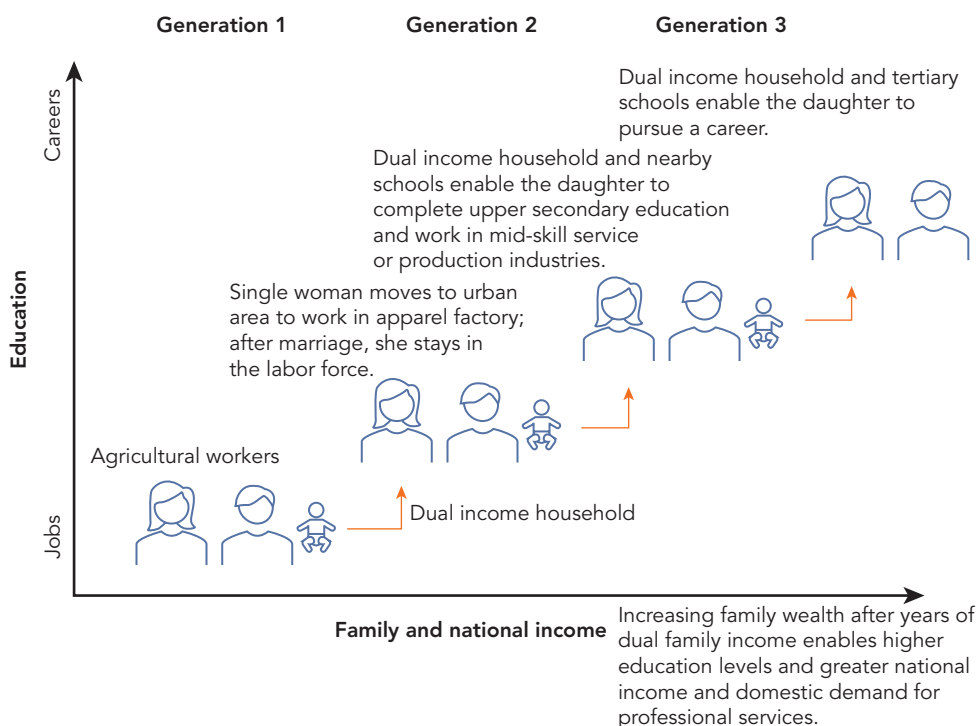 Generation 1
Generation 2
Generation 3
Careers
Education
Jobs
Dual income household and tertiary
schools enable the daughter to
pursue a career.
Dual income household and nearby
schools enable the daughter to
complete upper secondary education
and work in mid-skill service
or production industries.
Single woman moves to urban
area to work in apparel factory;
after marriage, she stays in
the labor force.
Agricultural workers
Dual income household
Family and national income
Increasing family wealth after years of
dual family income enables higher
education levels and greater national
income and domestic demand for
professional services.